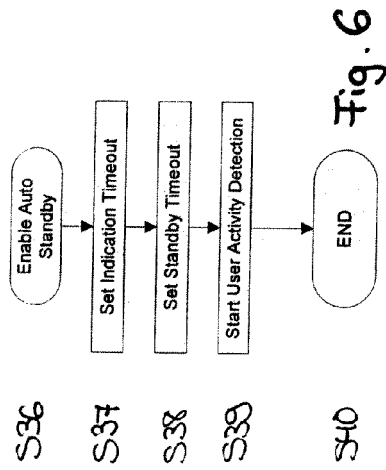 S36
Enable Auto
Standby
S37
Set Indication Timeout
S38
Set Standby Timeout
S39
Start User Activity Detection
S40
END
Fig. 6